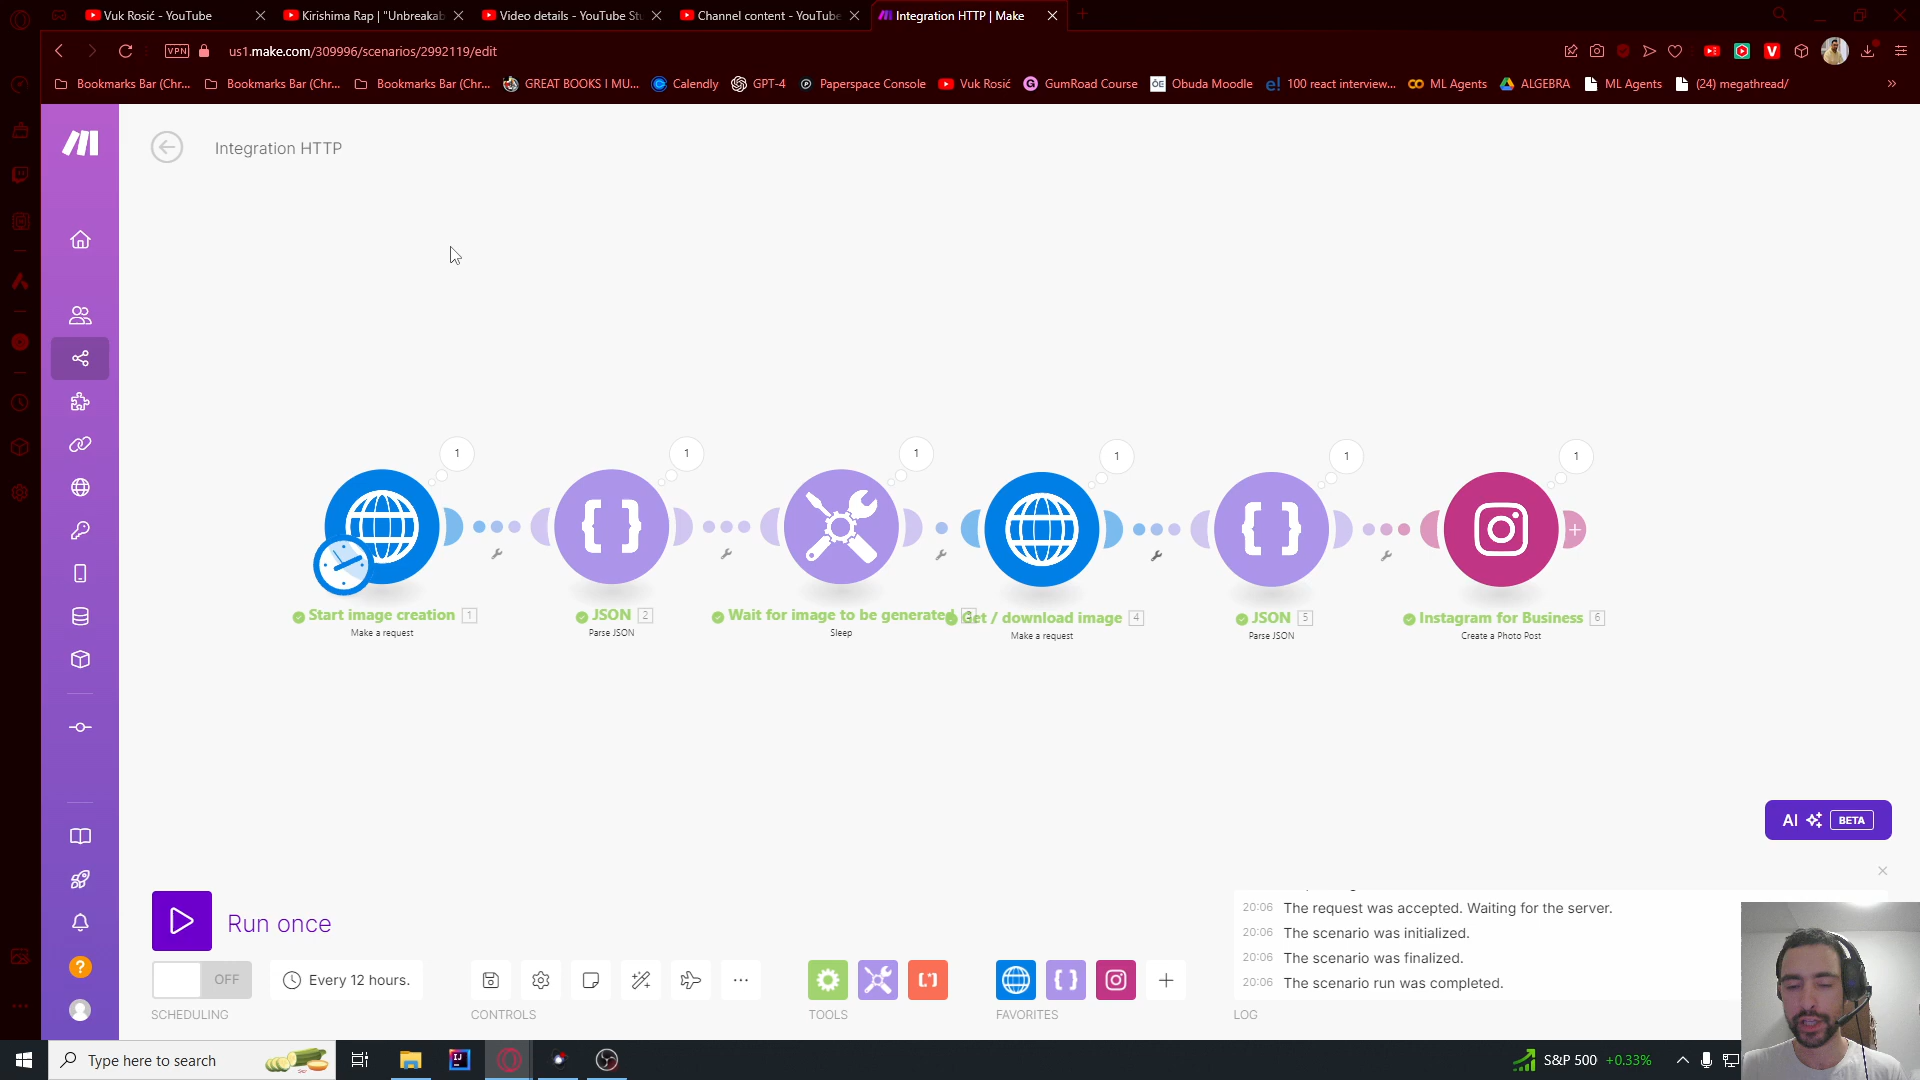 Vuk Rosić - YouTube
Kirishima Rap | "Unbreakab
Video details - YouTube St
Channel content - YouTube
Integration HTTP | Make
VPN
us1.make.com/309996/scenarios/2992119/edit
Bookmarks Bar (Chr...
Bookmarks Bar (Chr...
Bookmarks Bar (Chr...
GREAT BOOKS I MU...
Calendly
GPT-4
Paperspace Console
Vuk Rosić
GumRoad Course
Obuda Moodle
100 react interview...
ML Agents
ALGEBRA
ML Agents
(24) megathread/
Integration HTTP
1
1
1
1
1
1
Start image creation 1
Make a request
JSON 2
Parse JSON
Wait for image to be generated
Sleep
Get / download image 4
Make a request
JSON 5
Parse JSON
Instagram for Business 6
Create a Photo Post
AI BETA
Run once
OFF
Every 12 hours.
SCHEDULING
CONTROLS
TOOLS
FAVORITES
20:06 The request was accepted. Waiting for the server.
20:06 The scenario was initialized.
20:06 The scenario was finalized.
20:06 The scenario run was completed.
LOG
Type here to search
S&P 500 +0.33%